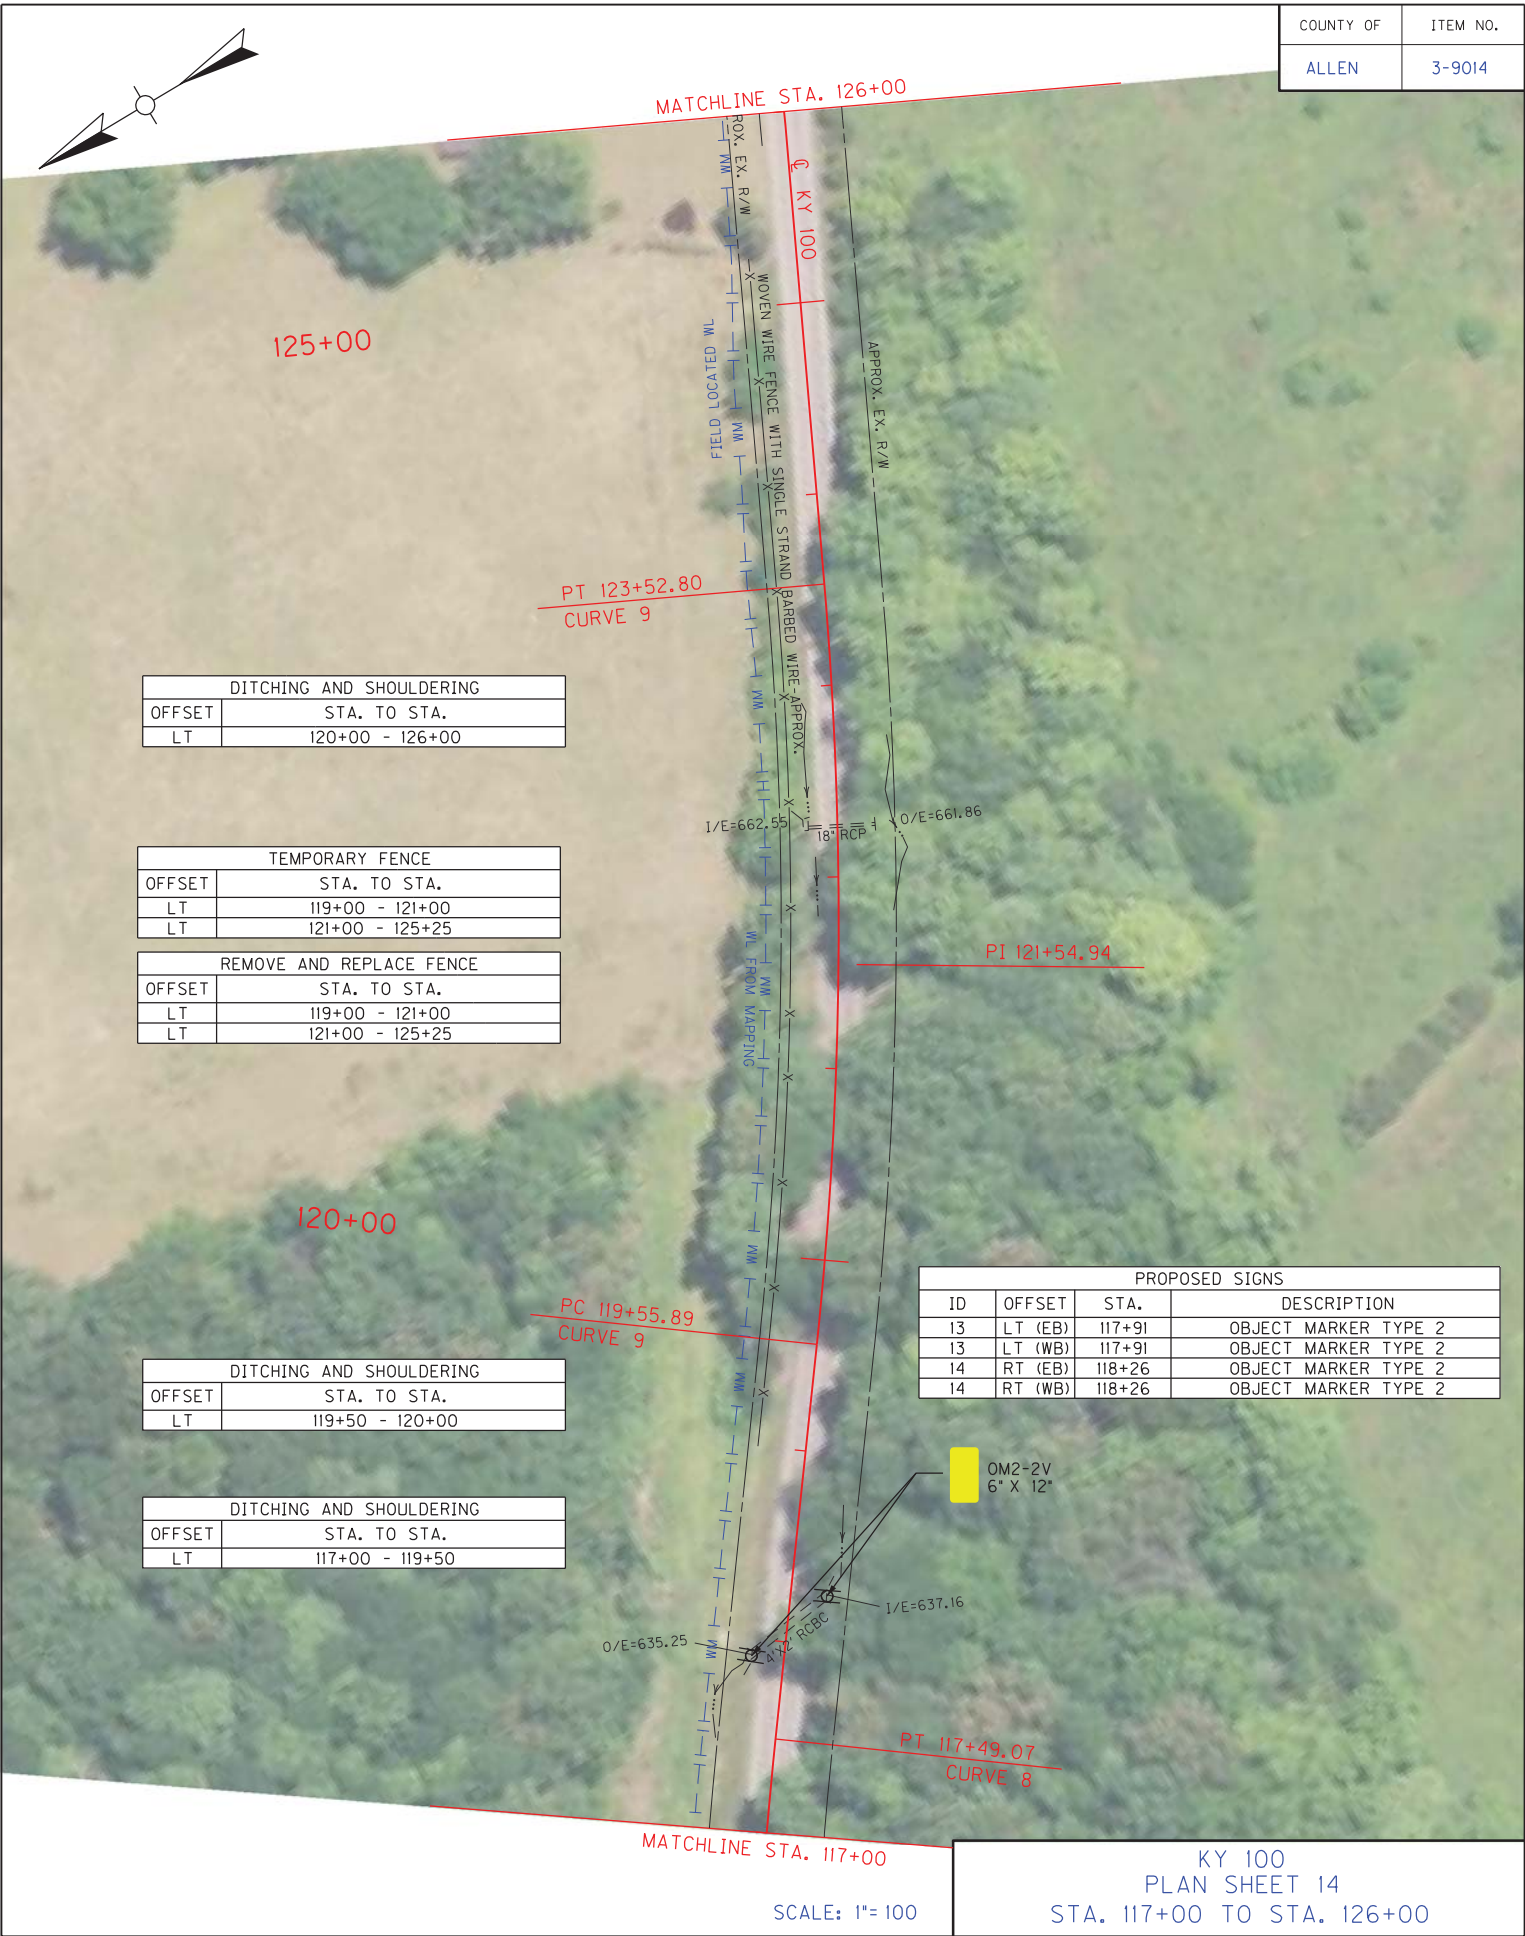 COUNTY OF ITEM NO.
ALLEN 3-9014
MATCHLINE STA. 126+00
ROX. EX. R/W
WM
℄ KY 100
125+00
FIELD LOCATED WL
WM
WOVEN WIRE FENCE WITH SINGLE STRAND BARBED WIRE-APPROX.
APPROX. EX. R/W
PT 123+52.80
CURVE 9
DITCHING AND SHOULDERING
OFFSET STA. TO STA.
LT 120+00 - 126+00
WM
I/E=662.55
18" RCP
O/E=661.86
TEMPORARY FENCE
OFFSET STA. TO STA.
LT 119+00 - 121+00
LT 121+00 - 125+25
REMOVE AND REPLACE FENCE
OFFSET STA. TO STA.
LT 119+00 - 121+00
LT 121+00 - 125+25
WL FROM MAPPING
WM
PI 121+54.94
120+00
WM
PC 119+55.89
CURVE 9
WM
PROPOSED SIGNS
ID OFFSET STA. DESCRIPTION
13 LT (EB) 117+91 OBJECT MARKER TYPE 2
13 LT (WB) 117+91 OBJECT MARKER TYPE 2
14 RT (EB) 118+26 OBJECT MARKER TYPE 2
14 RT (WB) 118+26 OBJECT MARKER TYPE 2
DITCHING AND SHOULDERING
OFFSET STA. TO STA.
LT 119+50 - 120+00
OM2-2V
6" X 12"
DITCHING AND SHOULDERING
OFFSET STA. TO STA.
LT 117+00 - 119+50
I/E=637.16
4'X2' RCBC
O/E=635.25
WM
PT 117+49.07
CURVE 8
MATCHLINE STA. 117+00
SCALE: 1"= 100
KY 100
PLAN SHEET 14
STA. 117+00 TO STA. 126+00